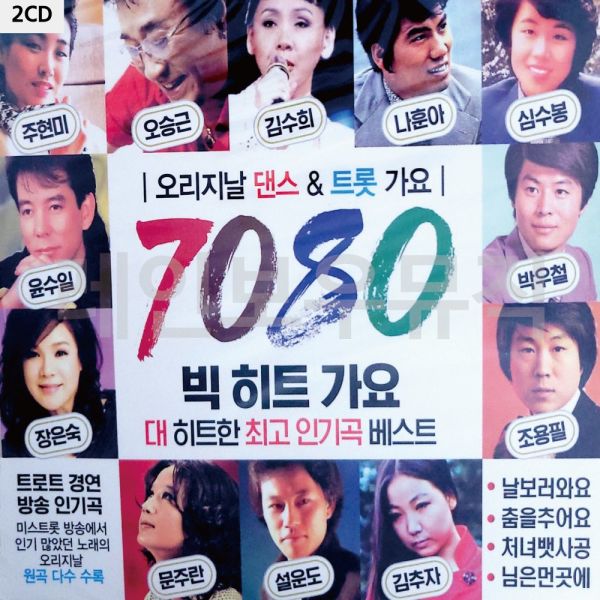 2CD
주현미
오승근
김수희
나훈아
심수봉
| 오리지날 댄스 & 트롯 가요 |
7080
윤수일
박우철
레인보우뮤직
빅 히트 가요
대 히트한 최고 인기곡 베스트
장은숙
조용필
트로트 경연
방송 인기곡
미스트롯 방송에서
인기 많았던 노래의
오리지날
원곡 다수 수록
문주란
설운도
김추자
• 날보러와요
• 춤을추어요
• 처녀뱃사공
• 님은먼곳에